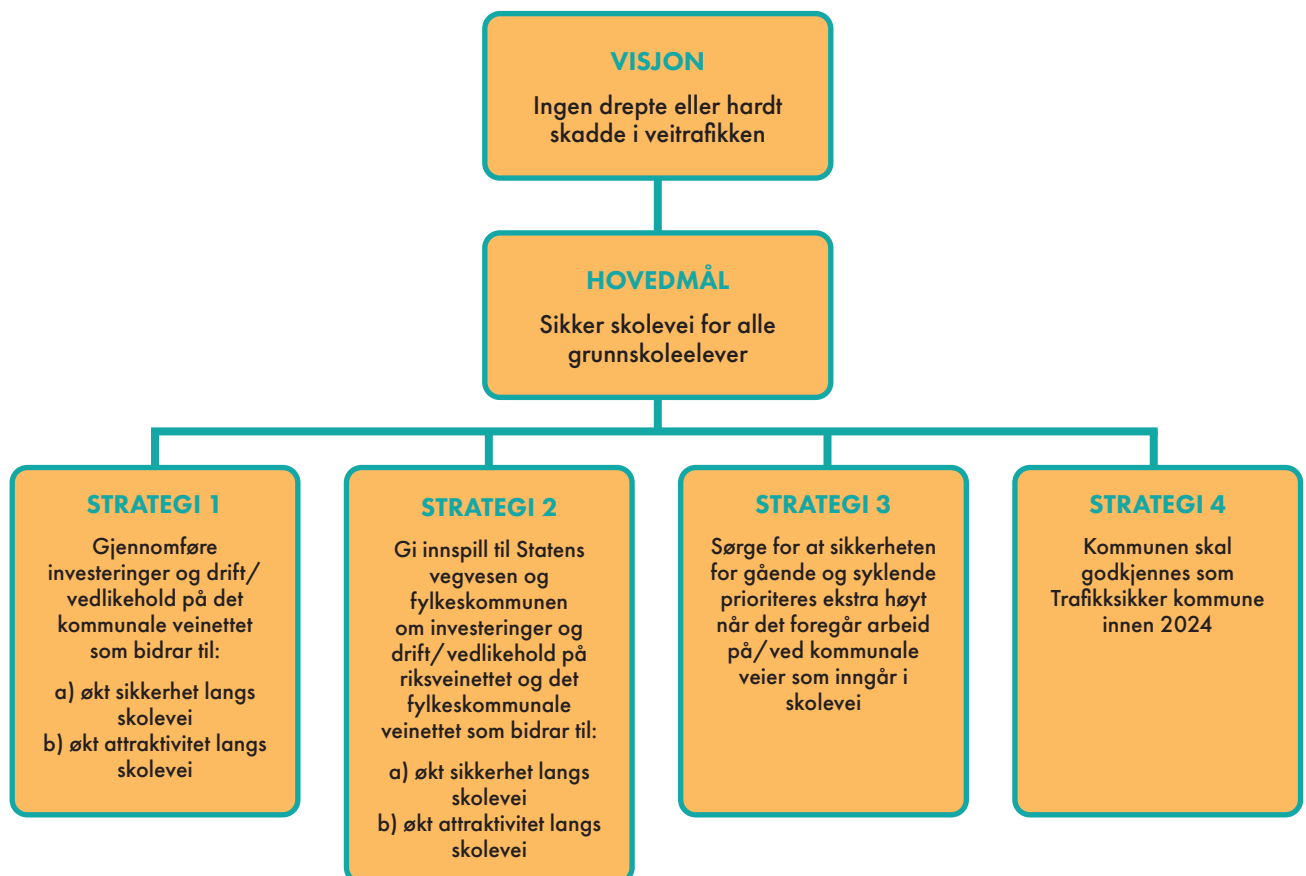 VISJON
Ingen drepte eller hardt
skadde i veitrafikken
HOVEDMÅL
Sikker skolevei for alle
grunnskoleelever
STRATEGI 1
Gjennomføre
investeringer og drift/
vedlikehold på det
kommunale veinettet
som bidrar til:
a) økt sikkerhet langs
skolevei
b) økt attraktivitet langs
skolevei
STRATEGI 2
Gi innspill til Statens
vegvesen og
fylkeskommunen
om investeringer og
drift/vedlikehold på
riksveinettet og det
fylkeskommunale
veinettet som bidrar til:
a) økt sikkerhet langs
skolevei
b) økt attraktivitet langs
skolevei
STRATEGI 3
Sørge for at sikkerheten
for gående og syklende
prioriteres ekstra høyt
når det foregår arbeid
på/ved kommunale
veier som inngår i
skolevei
STRATEGI 4
Kommunen skal
godkjennes som
Trafikksikker kommune
innen 2024